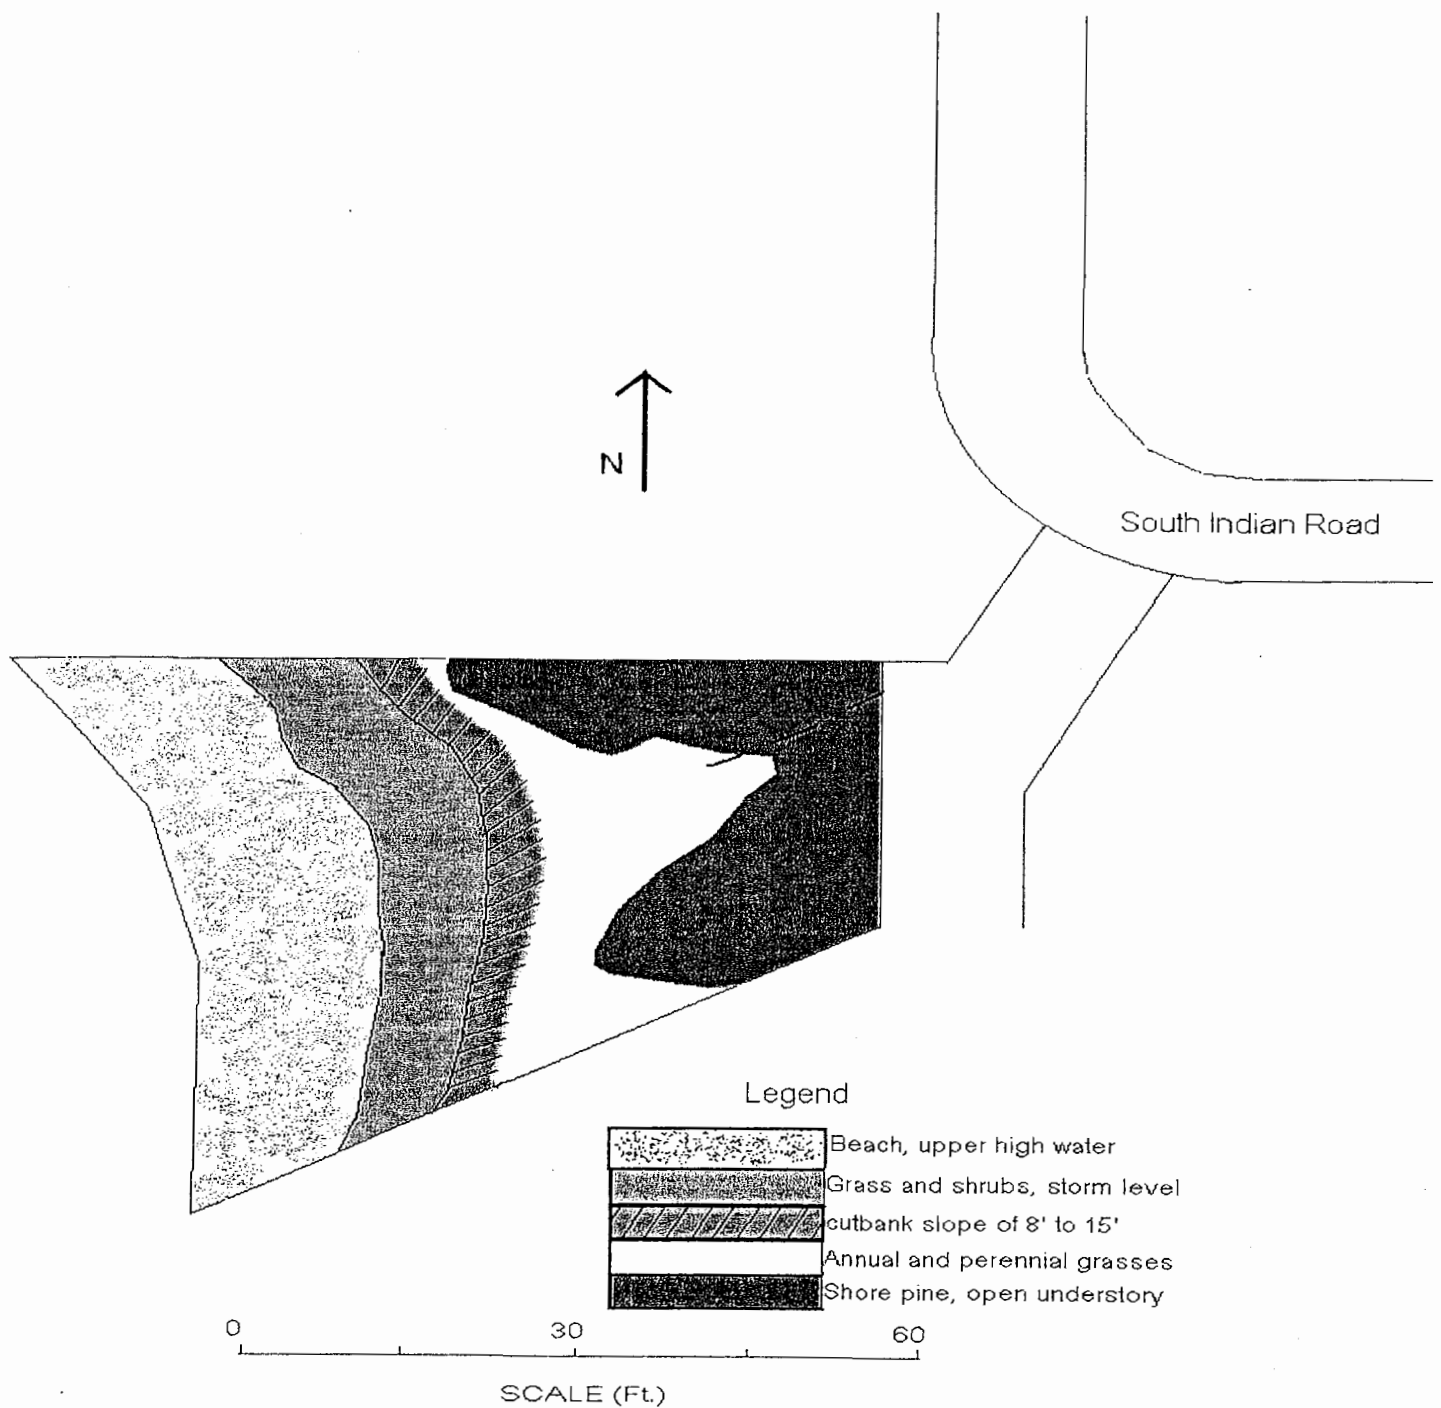 N
South Indian Road
Legend
Beach, upper high water
Grass and shrubs, storm level
cutbank slope of 8' to 15'
Annual and perennial grasses
Shore pine, open understory
0 30 60
SCALE (Ft.)